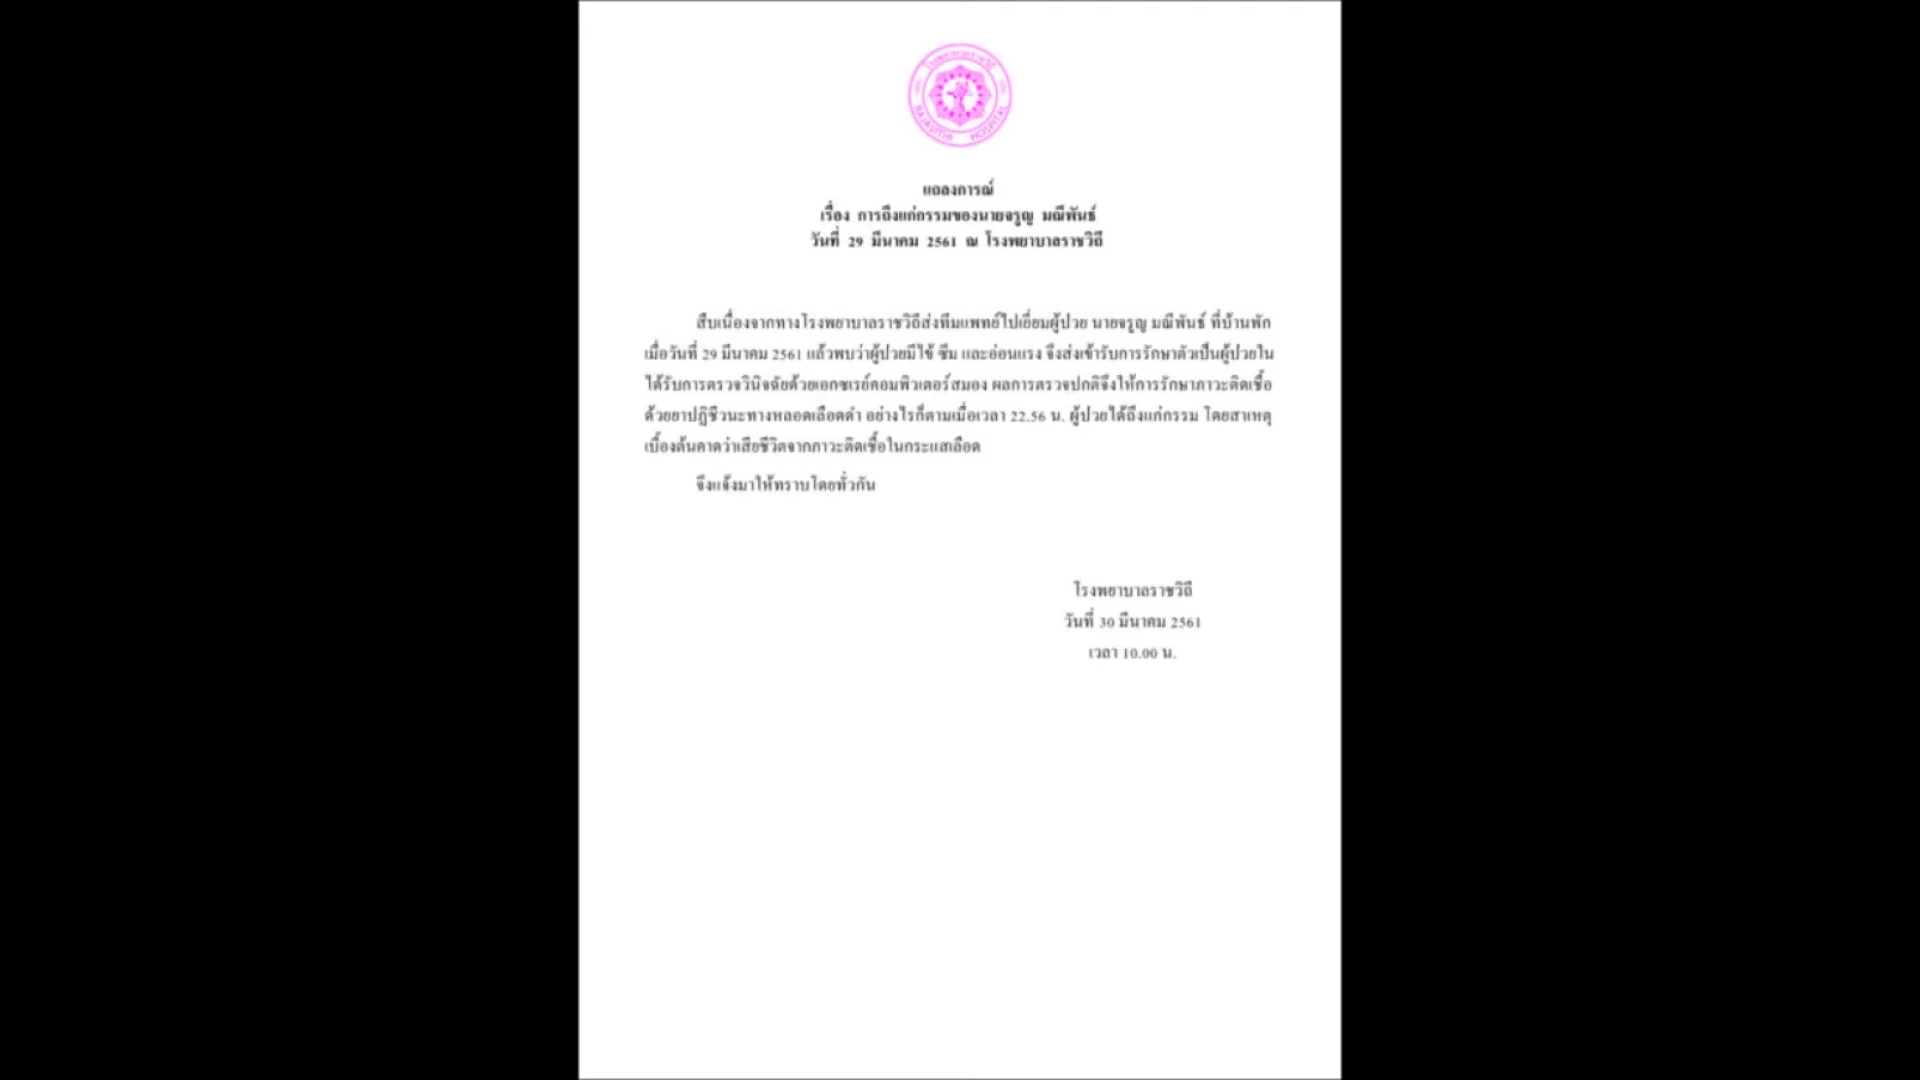 โรงพยาบาลราชวิถี
RAJAVITHI HOSPITAL
แถลงการณ์
เรื่อง การถึงแก่กรรมของนายจรูญ มณีพันธ์
วันที่ 29 มีนาคม 2561 ณ โรงพยาบาลราชวิถี
สืบเนื่องจากทางโรงพยาบาลราชวิถีส่งทีมแพทย์ไปเยี่ยมผู้ป่วย นายจรูญ มณีพันธ์ ที่บ้านพัก
เมื่อวันที่ 29 มีนาคม 2561 แล้วพบว่าผู้ป่วยมีไข้ ซึม และอ่อนแรง จึงส่งเข้ารับการรักษาตัวเป็นผู้ป่วยใน
ได้รับการตรวจวินิจฉัยด้วยเอกซเรย์คอมพิวเตอร์สมอง ผลการตรวจปกติจึงให้การรักษาภาวะติดเชื้อ
ด้วยยาปฏิชีวนะทางหลอดเลือดดำ อย่างไรก็ตามเมื่อเวลา 22.56 น. ผู้ป่วยได้ถึงแก่กรรม โดยสาเหตุ
เบื้องต้นคาดว่าเสียชีวิตจากภาวะติดเชื้อในกระแสเลือด
จึงแจ้งมาให้ทราบโดยทั่วกัน
โรงพยาบาลราชวิถี
วันที่ 30 มีนาคม 2561
เวลา 10.00 น.